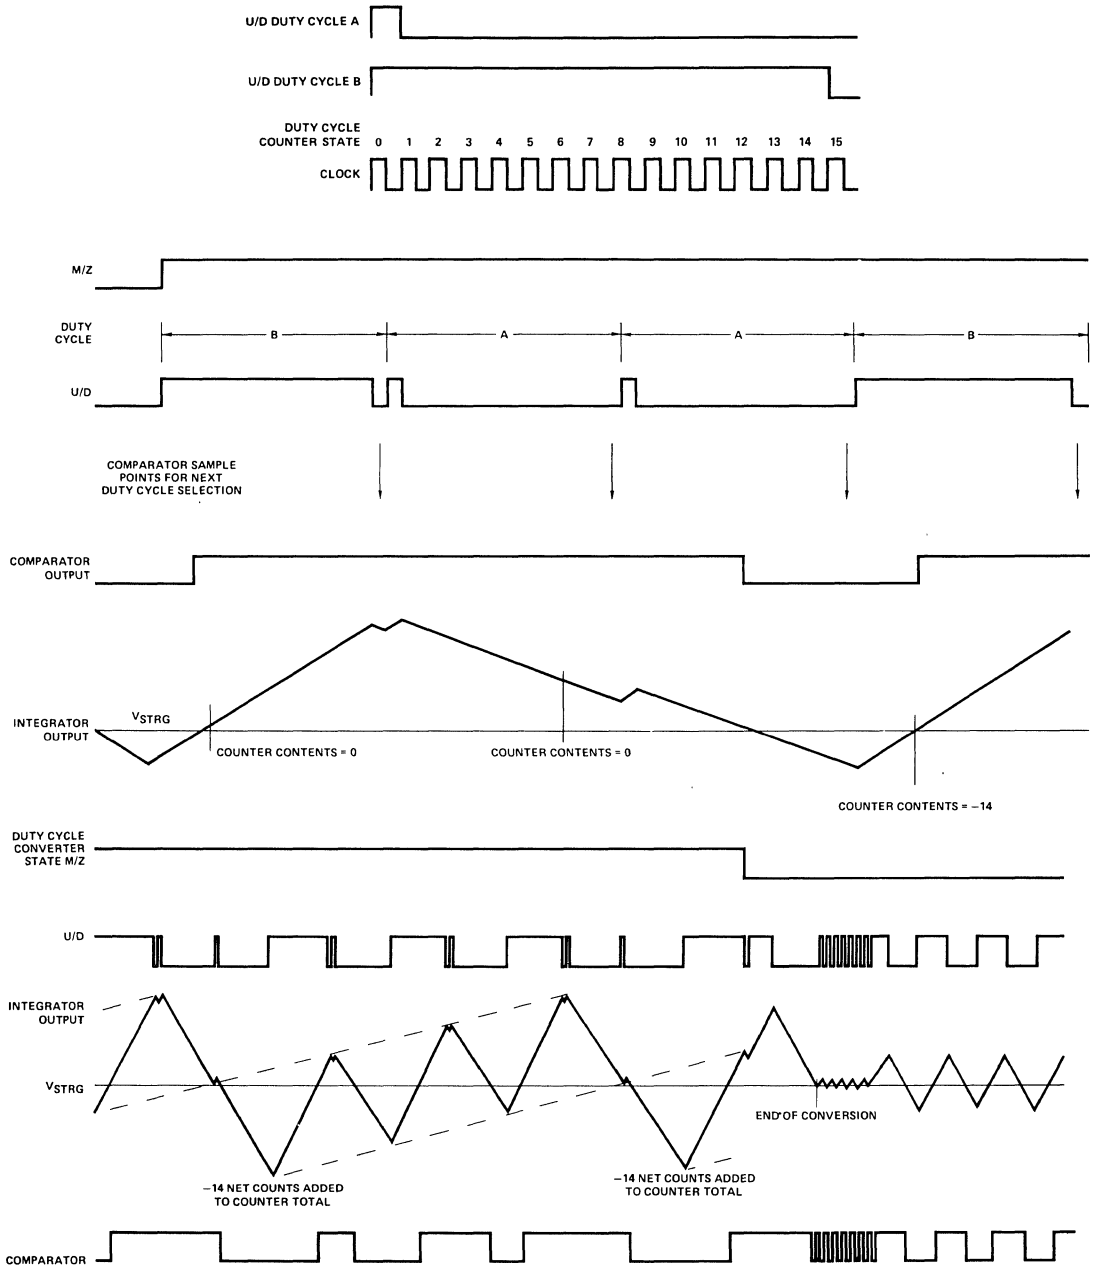 U/D DUTY CYCLE A
U/D DUTY CYCLE B
DUTY CYCLE
COUNTER STATE
0 1 2 3 4 5 6 7 8 9 10 11 12 13 14 15
CLOCK
M/Z
DUTY
CYCLE
B A A B
U/D
COMPARATOR SAMPLE
POINTS FOR NEXT
DUTY CYCLE SELECTION
COMPARATOR
OUTPUT
VSTRG
INTEGRATOR
OUTPUT
COUNTER CONTENTS = 0
COUNTER CONTENTS = 0
COUNTER CONTENTS = −14
DUTY CYCLE
CONVERTER
STATE M/Z
U/D
INTEGRATOR
OUTPUT
VSTRG
END OF CONVERSION
−14 NET COUNTS ADDED
TO COUNTER TOTAL
−14 NET COUNTS ADDED
TO COUNTER TOTAL
COMPARATOR